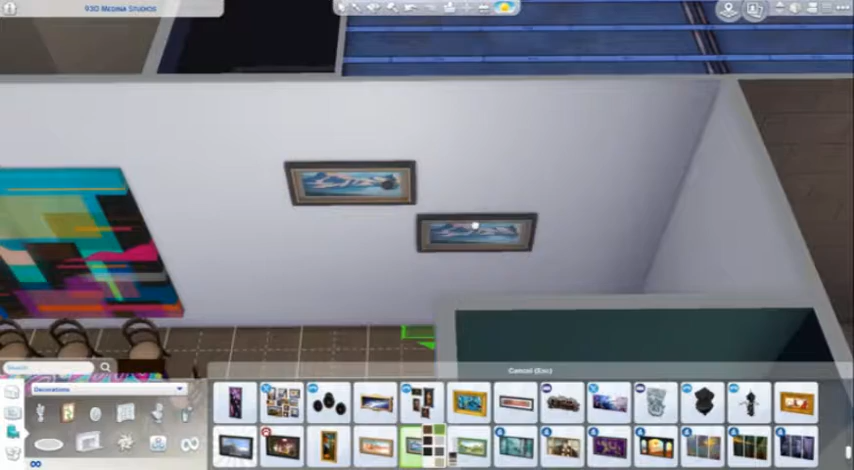 930 MEDINA STUDIOS
Cancel (Esc)
Search...
Decorations